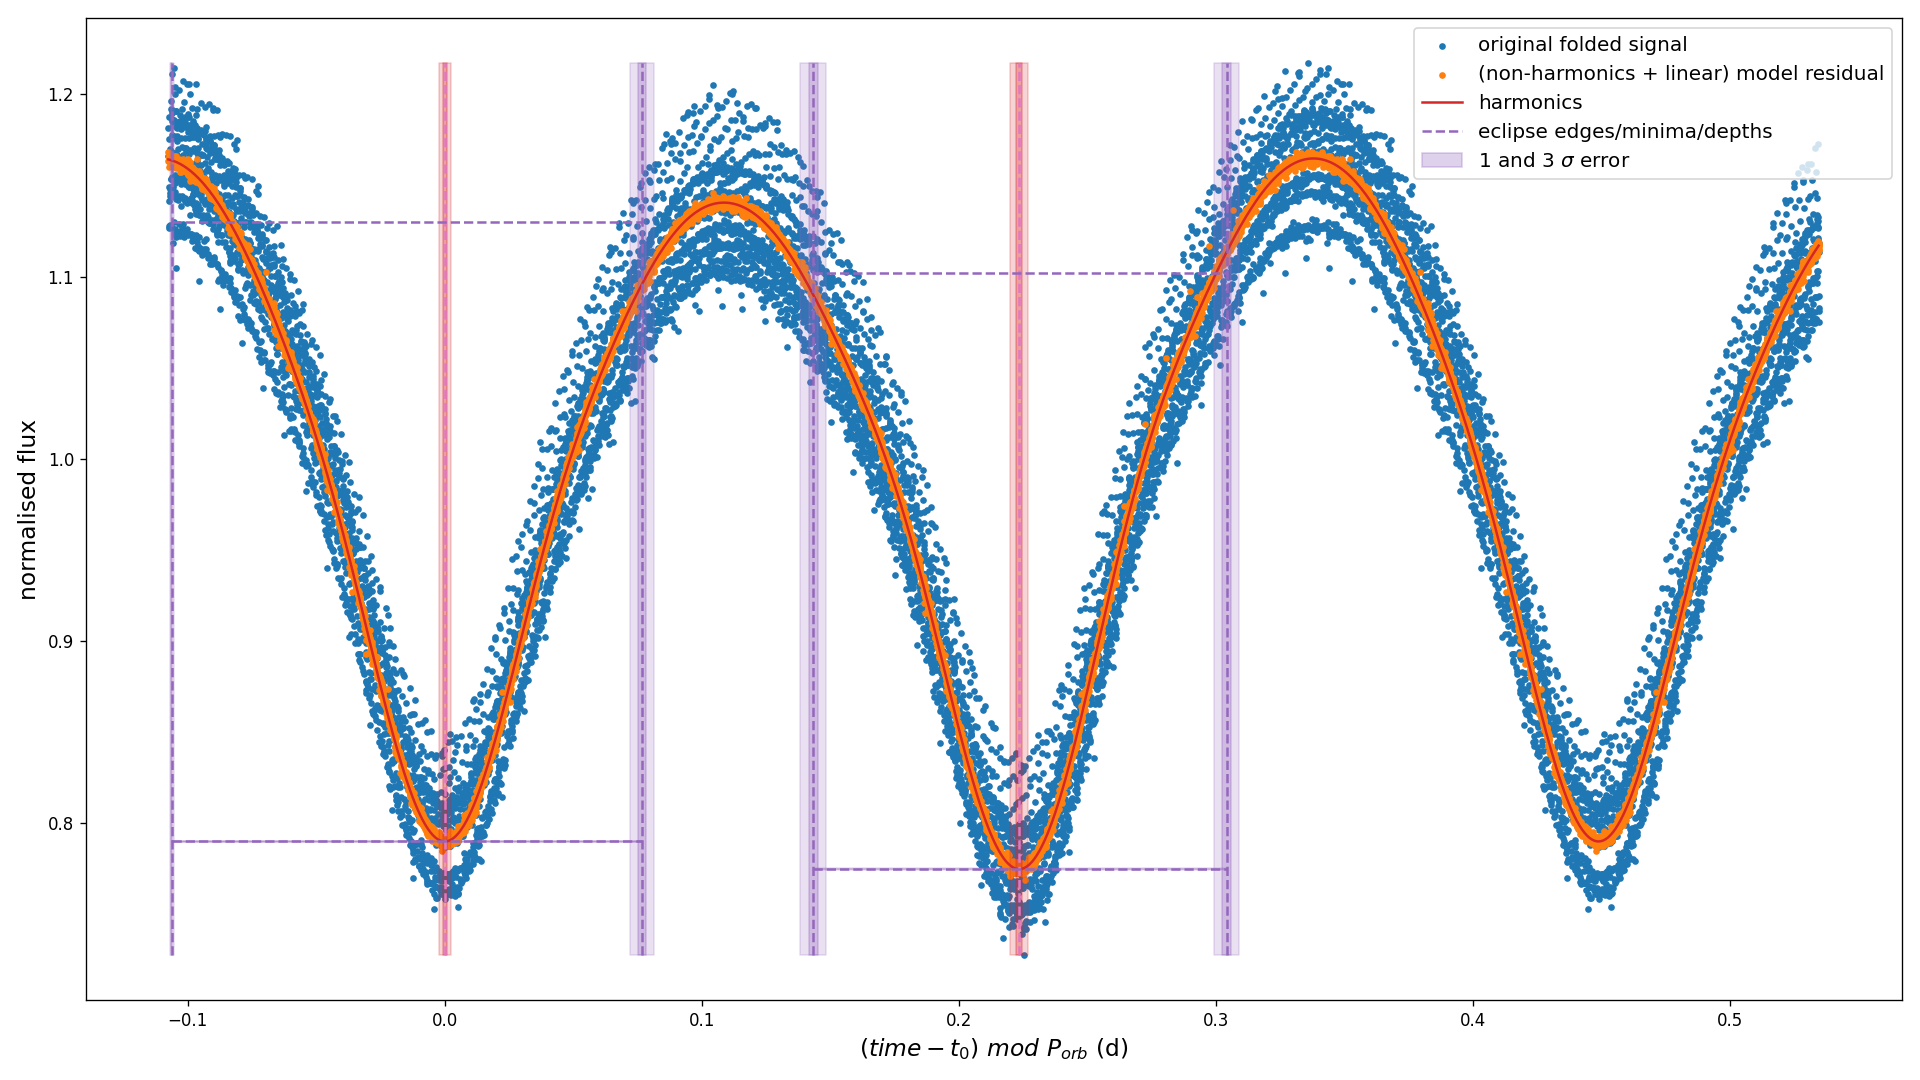 original folded signal
(non-harmonics + linear) model residual
harmonics
eclipse edges/minima/depths
1 and 3 σ error
normalised flux
1.2
1.1
1.0
0.9
0.8
−0.1 0.0 0.1 0.2 0.3 0.4 0.5
(time − t₀) mod Pₒᵣb (d)